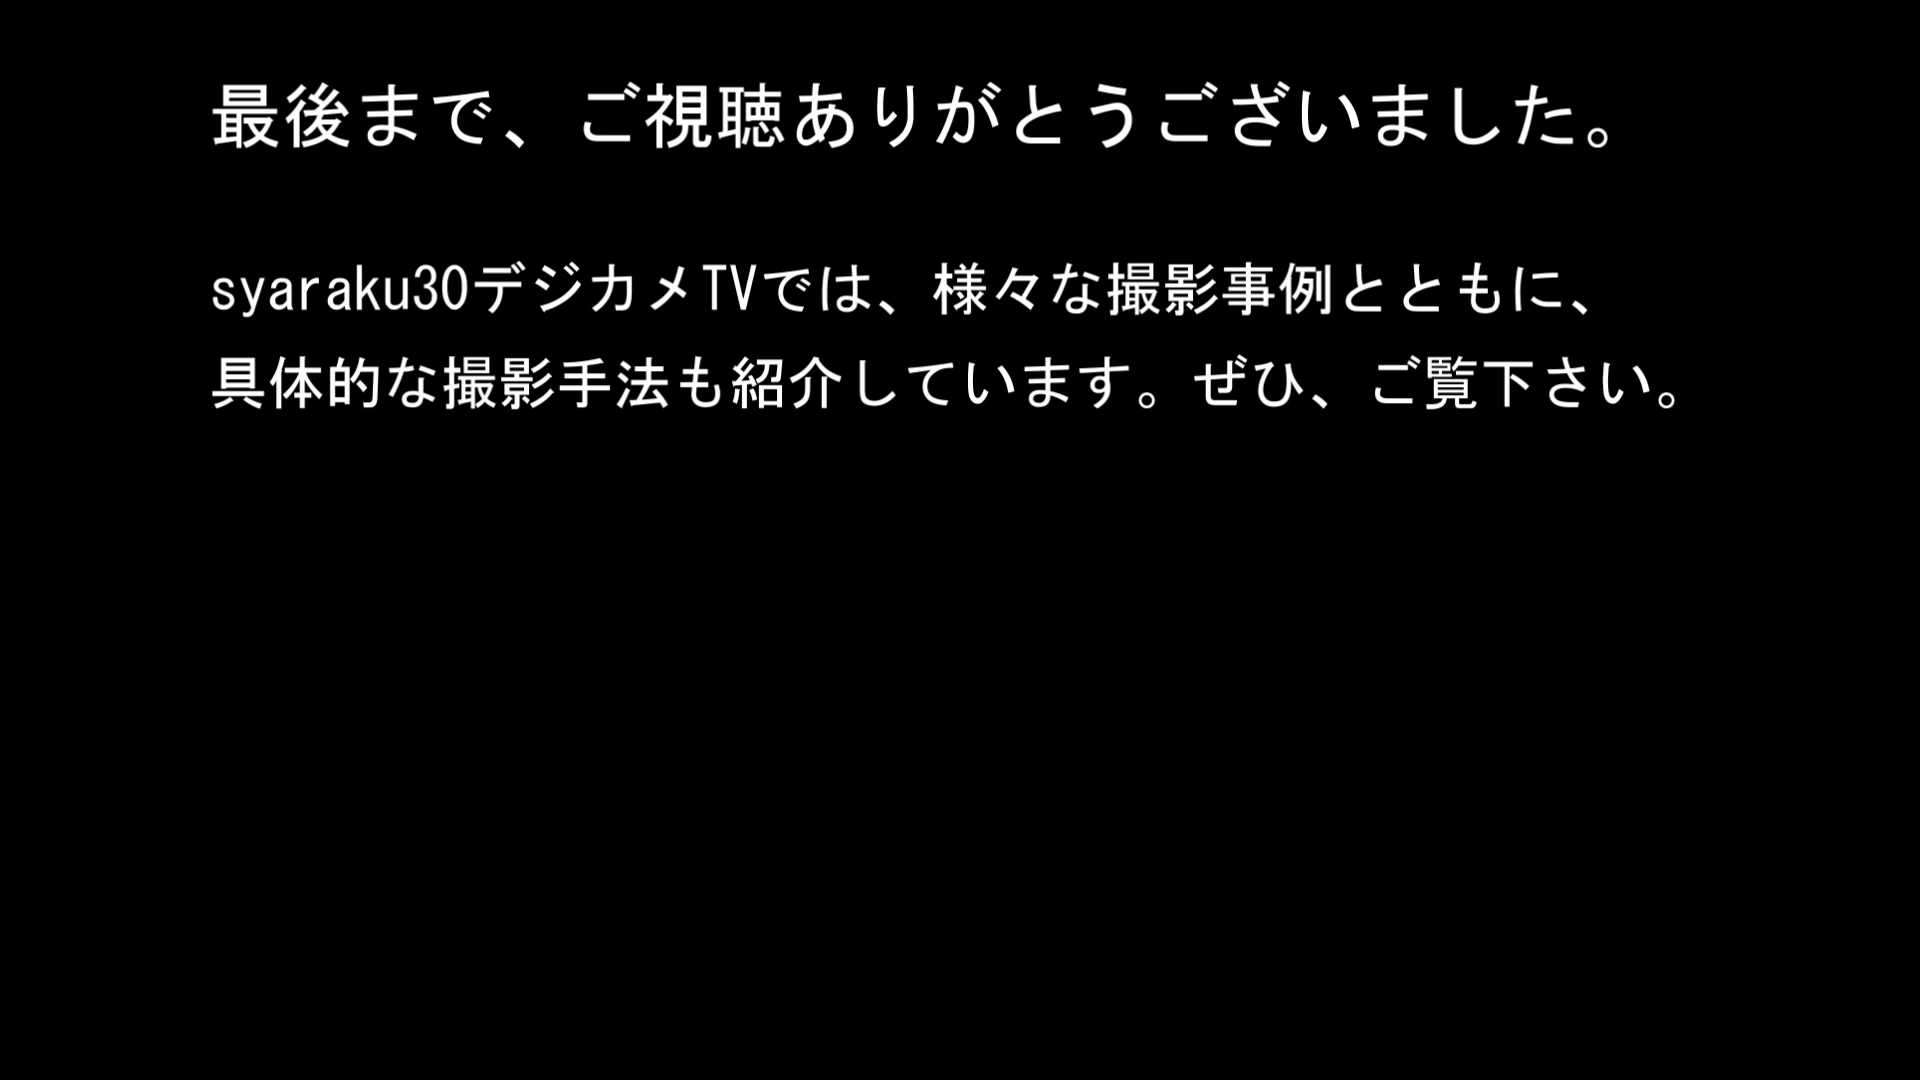 最後まで、ご視聴ありがとうございました。
syaraku30デジカメTVでは、様々な撮影事例とともに、
具体的な撮影手法も紹介しています。ぜひ、ご覧下さい。